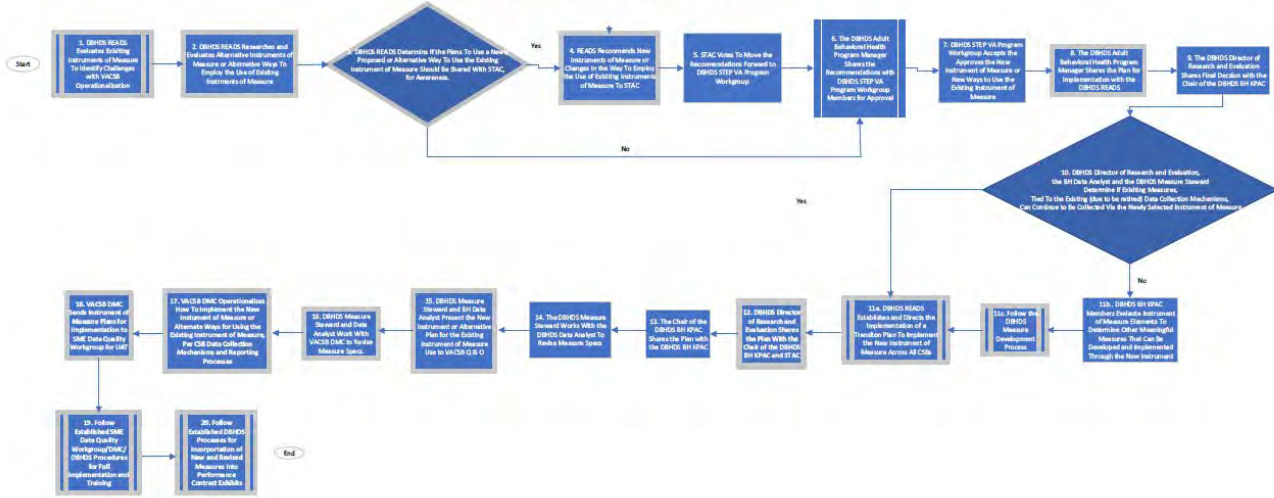 Start
1. DBHDS READS
Evaluates Existing
Instruments of Measure
To Identify Challenges
with VACSB
Operationalization
2. DBHDS READS Researches and
Evaluates Alternative Instruments of
Measure or Alternative Ways To
Employ the Use of Existing
Instruments of Measure
3. DBHDS READS Determines If the Plans To Use a New
Proposed or Alternative Way To Use the Existing
Instrument of Measure Should Be Shared With STAC,
for Awareness.
Yes
No
4. READS Recommends New
Instruments of Measure or
Changes in the Way To Employ
the Use of Existing Instruments
of Measure To STAC
5. STAC Votes To Move the
Recommendations Forward to
DBHDS STEP VA Program
Workgroup
6. The DBHDS Adult
Behavioral Health
Program Manager
Shares the
Recommendations with
DBHDS STEP VA
Program Workgroup
Members for Approval
7. DBHDS STEP VA Program
Workgroup Accepts the
Approves the New
Instrument of Measure or
New Ways to Use the
Existing Instrument of
Measure
8. The DBHDS Adult
Behavioral Health Program
Manager Shares the Plan for
Implementation with the
DBHDS READS
9. The DBHDS Director of
Research and Evaluation
Shares Final Decision with the
Chair of the DBHDS BH KPAC
10. DBHDS Director of Research and Evaluation,
the BH Data Analyst and the DBHDS Measure Steward
Determine if Existing Measures,
Tied To the Existing (due to be retired) Data Collection Mechanisms,
Can Continue to Be Collected Via the Newly Selected Instrument of Measure
Yes
No
11b. DBHDS BH KPAC
Members Evaluate Instrument
of Measure Elements To
Determine Other Meaningful
Measures That Can Be
Developed and Implemented
Through the New Instrument
11c. Follow the
DBHDS
Measure
Development
Process
11a. DBHDS READS
Establishes and Directs the
Implementation of a
Transition Plan To Implement
the New Instrument of
Measure Across All CSBs
12. DBHDS Director
of Research and
Evaluation Shares
the Plan With the
Chair of the DBHDS
BH KPAC and STAC
13. The Chair of the
DBHDS BH KPAC
Shares the Plan with
the DBHDS BH KPAC
14. The DBHDS Measure
Steward Works With the
DBHDS Data Analyst To
Revise Measure Specs
15. DBHDS Measure
Steward and BH Data
Analyst Present the New
Instrument or Alternative
Plan for the Existing
Instrument of Measure
Use to VACSB Q & O
16. DBHDS Measure
Steward and Data
Analyst Work With
VACSB DMC to Revise
Measure Specs.
17. VACSB DMC Operationalizes
How To Implement the New
Instrument of Measure or
Alternate Ways for Using the
Existing Instrument of Measure,
Per CSB Data Collection
Mechanisms and Reporting
Processes
18. VACSB DMC
Sends Instrument of
Measure Plans for
Implementation to
SME Data Quality
Workgroup for UAT
19. Follow
Established SME
Data Quality
Workgroup/DMC/
DBHDS Procedures
for Full
Implementation and
Training
20. Follow
Established DBHDS
Processes for
Incorporation of
New and Revised
Measures into
Performance
Contract Exhibits
End